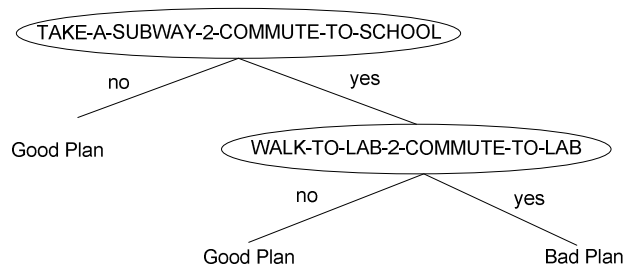 TAKE-A-SUBWAY-2-COMMUTE-TO-SCHOOL
no
yes
Good Plan
WALK-TO-LAB-2-COMMUTE-TO-LAB
no
yes
Good Plan
Bad Plan